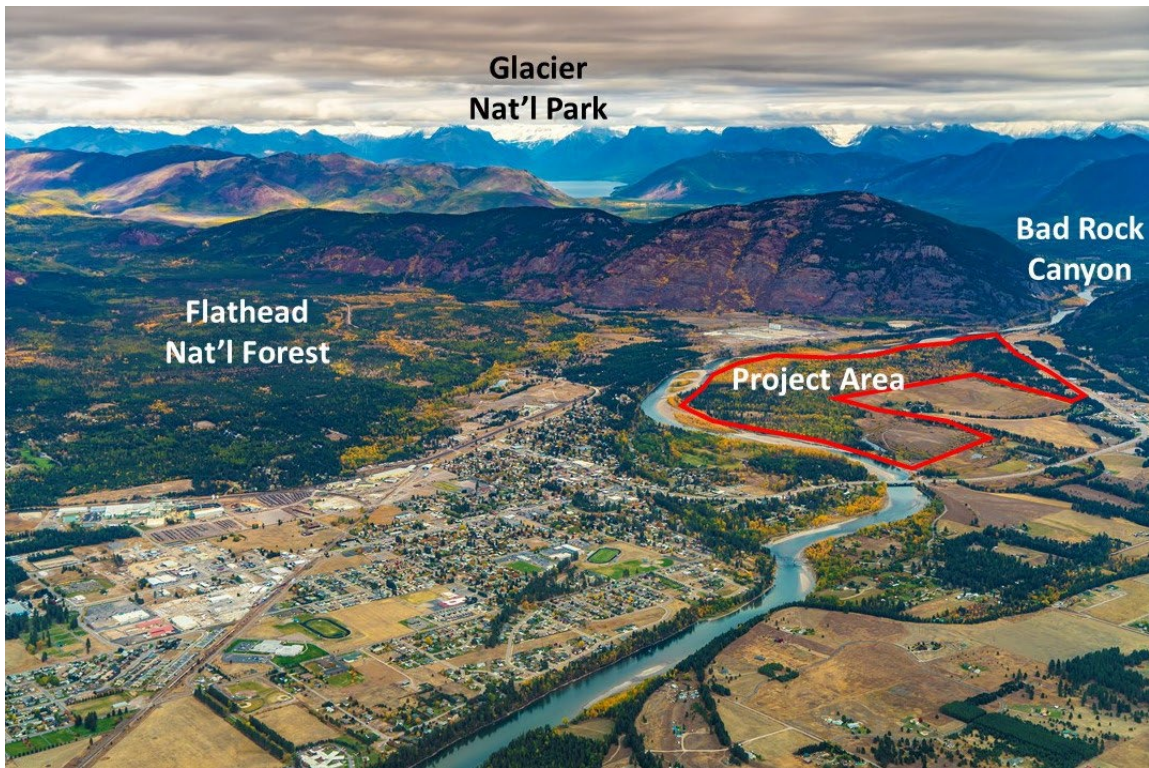 Glacier
Nat'l Park
Bad Rock
Canyon
Flathead
Nat'l Forest
Project Area